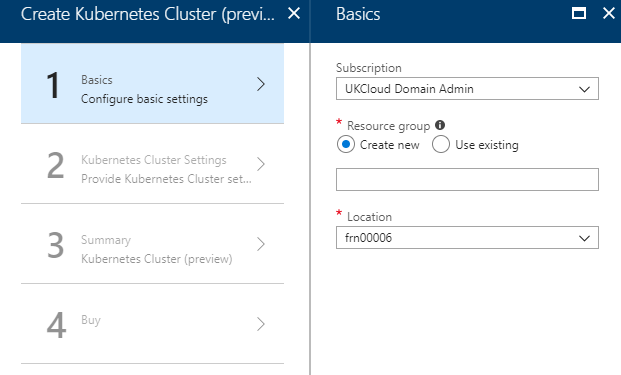 Create Kubernetes Cluster (previ...
1
Basics
Configure basic settings
2
Kubernetes Cluster Settings
Provide Kubernetes Cluster set...
3
Summary
Kubernetes Cluster (preview)
4
Buy
Basics
Subscription
UKCloud Domain Admin
* Resource group
Create new Use existing
* Location
frn00006